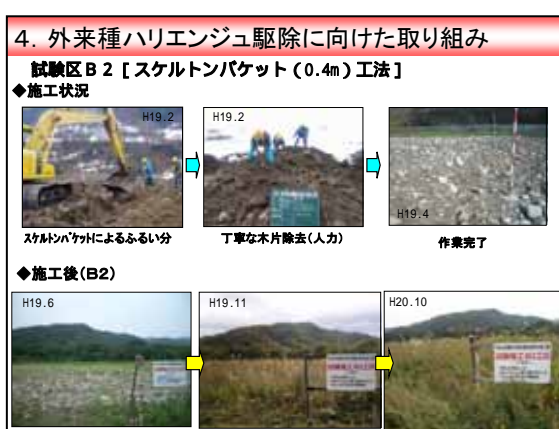 4. 外来種ハリエンジュ駆除に向けた取り組み
試験区B2[スケルトンバケット(0.4m)工法]
◆施工状況
H19.2
H19.2
H19.4
スケルトンバケットによるふるい分
丁寧な木片除去(人力)
作業完了
◆施工後(B2)
H19.6
H19.11
H20.10